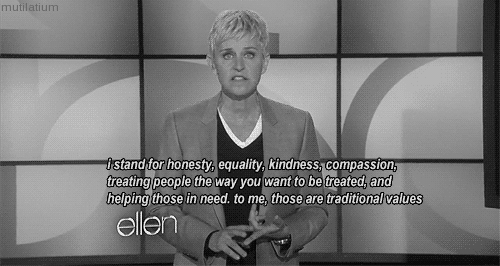 mutilatium
i stand for honesty, equality, kindness, compassion,
treating people the way you want to be treated, and
helping those in need. to me, those are traditional values
ellen